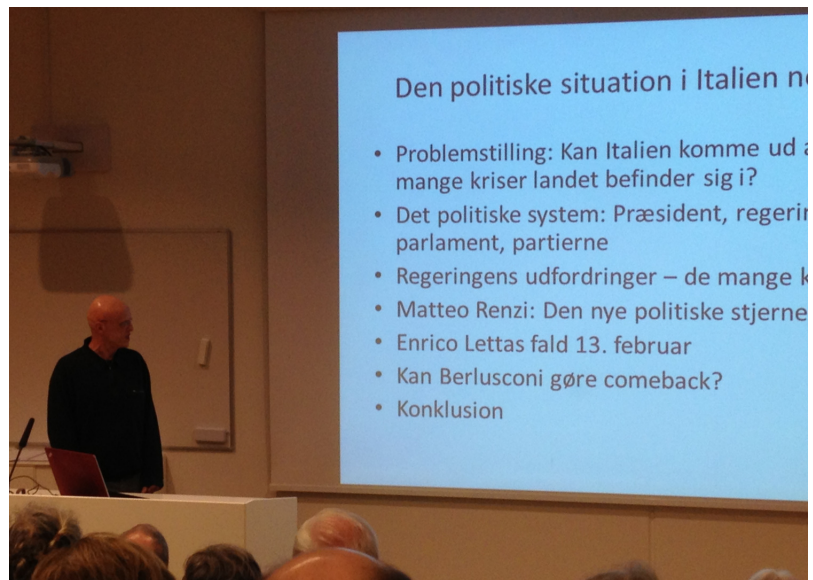 Den politiske situation i Italien
• Problemstilling: Kan Italien komme ud
mange kriser landet befinder sig i?
• Det politiske system: Præsident,
parlament, partierne
• Regeringens udfordringer – de mange
• Matteo Renzi: Den nye politiske stjerne
• Enrico Lettas fald 13. februar
• Kan Berlusconi gøre comeback?
• Konklusion